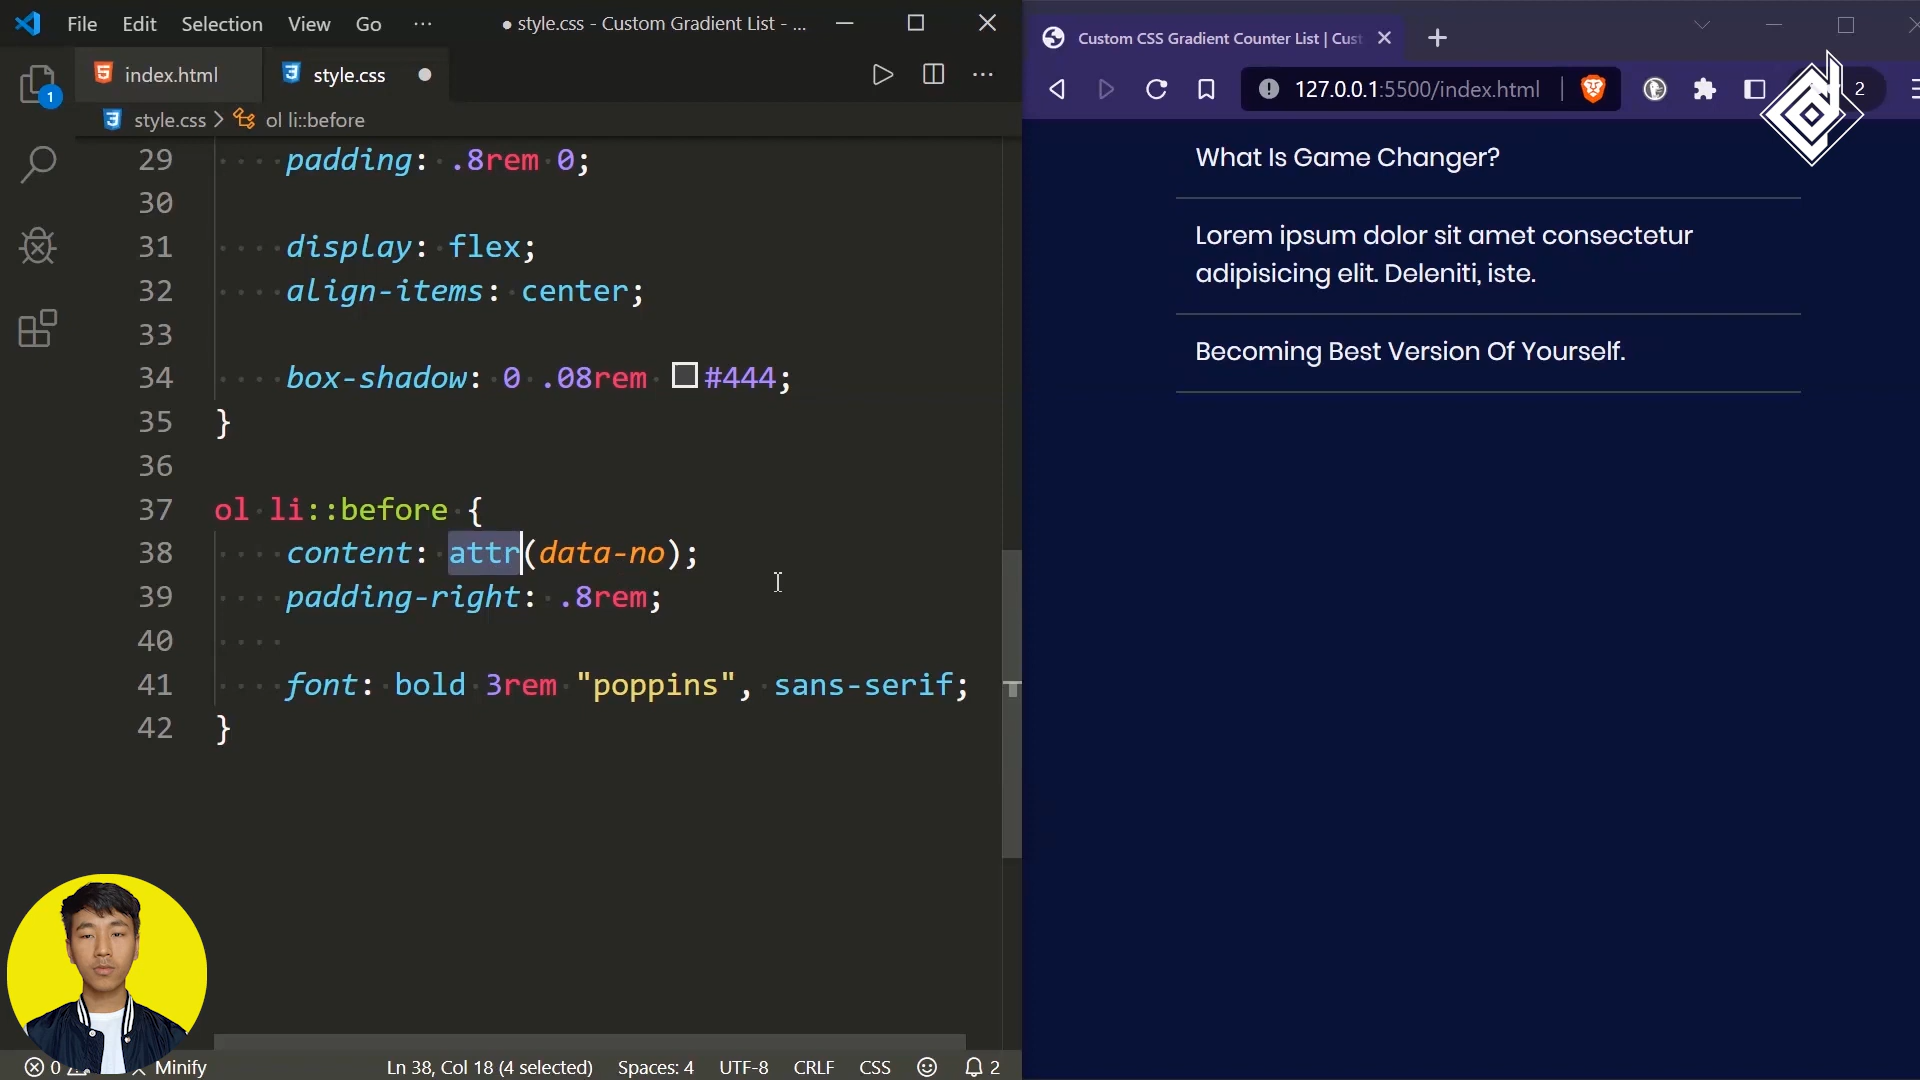 File Edit Selection View Go ···
● style.css - Custom Gradient List - ...
index.html
style.css ●
style.css > ol li::before
29 padding: .8rem 0;
30
31 display: flex;
32 align-items: center;
33
34 box-shadow: 0 .08rem #444;
35 }
36
37 ol li::before {
38 content: attr(data-no);
39 padding-right: .8rem;
40
41 font: bold 3rem "poppins", sans-serif;
42 }
1
0
Minify
Ln 38, Col 18 (4 selected) Spaces: 4 UTF-8 CRLF CSS 2
Custom CSS Gradient Counter List | Cust
127.0.0.1:5500/index.html
2
What Is Game Changer?
Lorem ipsum dolor sit amet consectetur
adipisicing elit. Deleniti, iste.
Becoming Best Version Of Yourself.